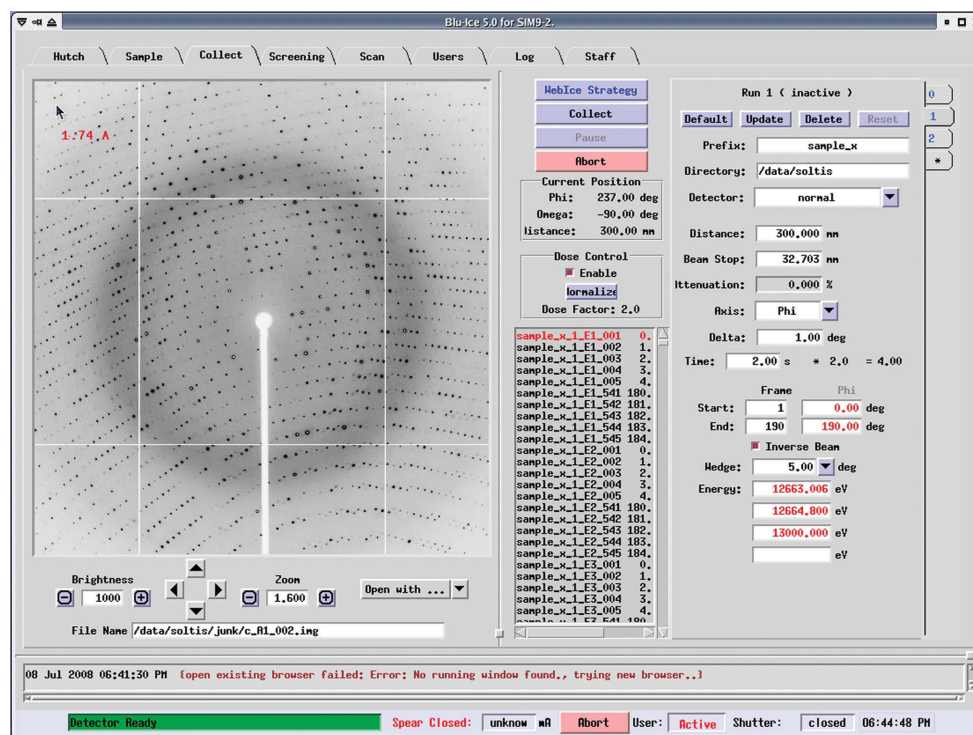 Blu-Ice 5.0 for SIM9-2.
Hutch Sample Collect Screening Scan Users Log Staff
1.74 A
WebIce Strategy
Collect
Pause
Abort
Current Position
Phi: 237.00 deg
Omega: -90.00 deg
istance: 300.00 mm
Dose Control
Enable
ormalize
Dose Factor: 2.0
sample_x_1_E1_001 0.
sample_x_1_E1_002 1.
sample_x_1_E1_003 2.
sample_x_1_E1_004 3.
sample_x_1_E1_005 4.
sample_x_1_E1_541 180.
sample_x_1_E1_542 181.
sample_x_1_E1_543 182.
sample_x_1_E1_544 183.
sample_x_1_E1_545 184.
sample_x_1_E2_001 0.
sample_x_1_E2_002 1.
sample_x_1_E2_003 2.
sample_x_1_E2_004 3.
sample_x_1_E2_005 4.
sample_x_1_E2_541 180.
sample_x_1_E2_542 181.
sample_x_1_E2_543 182.
sample_x_1_E2_544 183.
sample_x_1_E2_545 184.
sample_x_1_E3_001 0.
sample_x_1_E3_002 1.
sample_x_1_E3_003 2.
sample_x_1_E3_004 3.
sample_x_1_E3_005 4.
sample_x_1_E3_541 180.
Run 1 ( inactive )
Default Update Delete Reset
Prefix: sample_x
Directory: /data/soltis
Detector: normal
Distance: 300.000 mm
Beam Stop: 32.703 mm
ttenuation: 0.000 %
Axis: Phi
Delta: 1.00 deg
Time: 2.00 s * 2.0 = 4.00
Frame Phi
Start: 1 0.00 deg
End: 190 190.00 deg
Inverse Beam
Wedge: 5.00 deg
Energy: 12663.006 eV
12664.800 eV
13000.000 eV
eV
0
1
2
*
Brightness
1000
Zoom
1.600
Open with ...
File Name /data/soltis/junk/c_A1_002.img
08 Jul 2008 06:41:30 PM {open existing browser failed: Error: No running window found., trying new browser..}
Detector Ready Spear Closed: unknow mA Abort User: Active Shutter: closed 06:44:48 PM